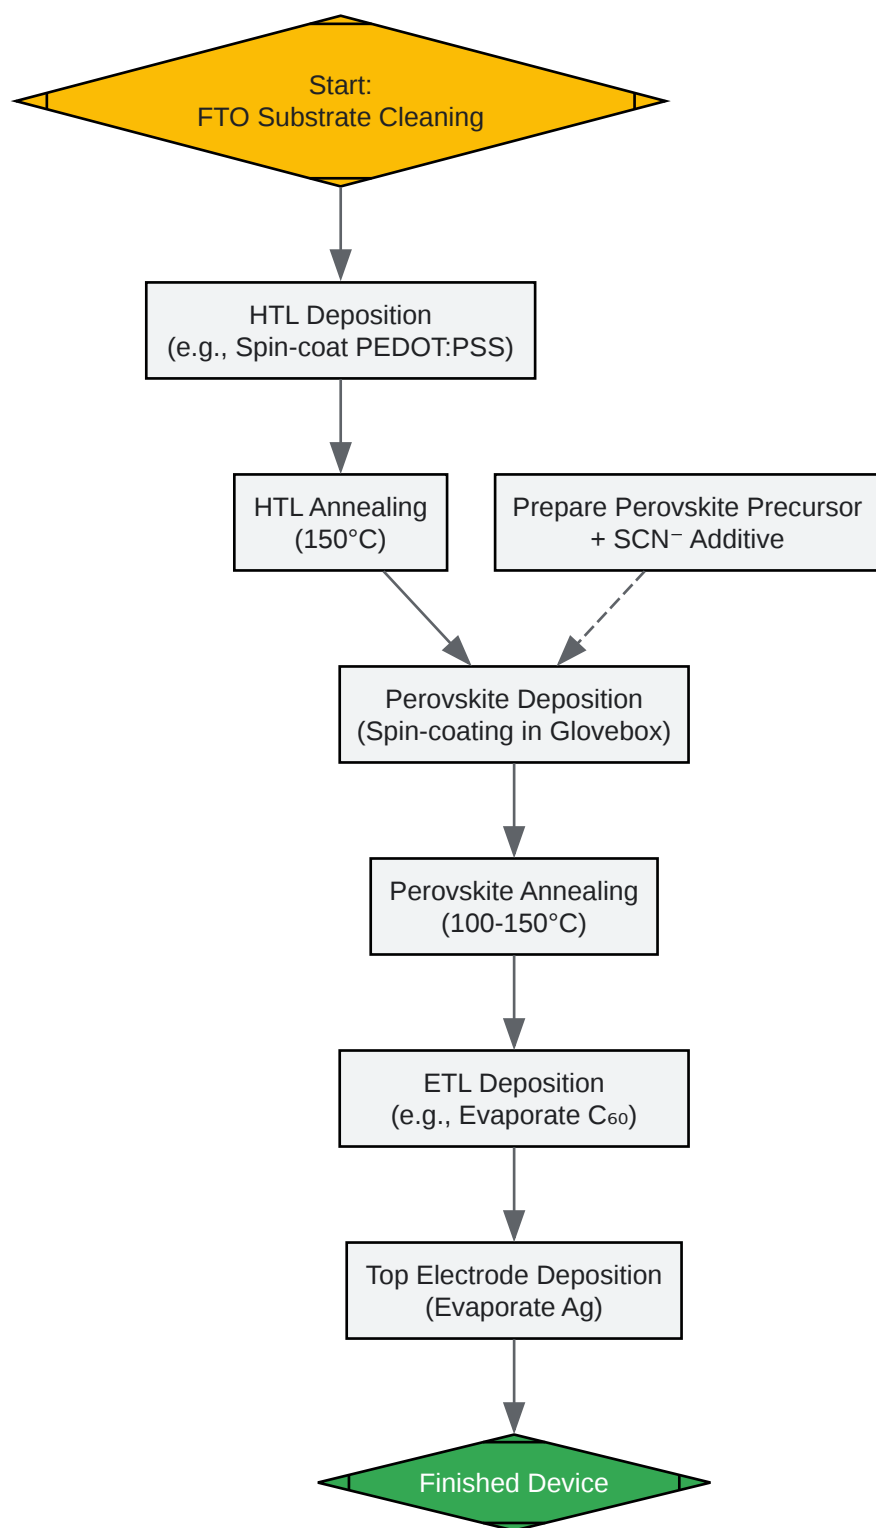 Start:
FTO Substrate Cleaning
HTL Deposition
(e.g., Spin-coat PEDOT:PSS)
HTL Annealing
(150°C)
Prepare Perovskite Precursor
+ SCN⁻ Additive
Perovskite Deposition
(Spin-coating in Glovebox)
Perovskite Annealing
(100-150°C)
ETL Deposition
(e.g., Evaporate C₆₀)
Top Electrode Deposition
(Evaporate Ag)
Finished Device